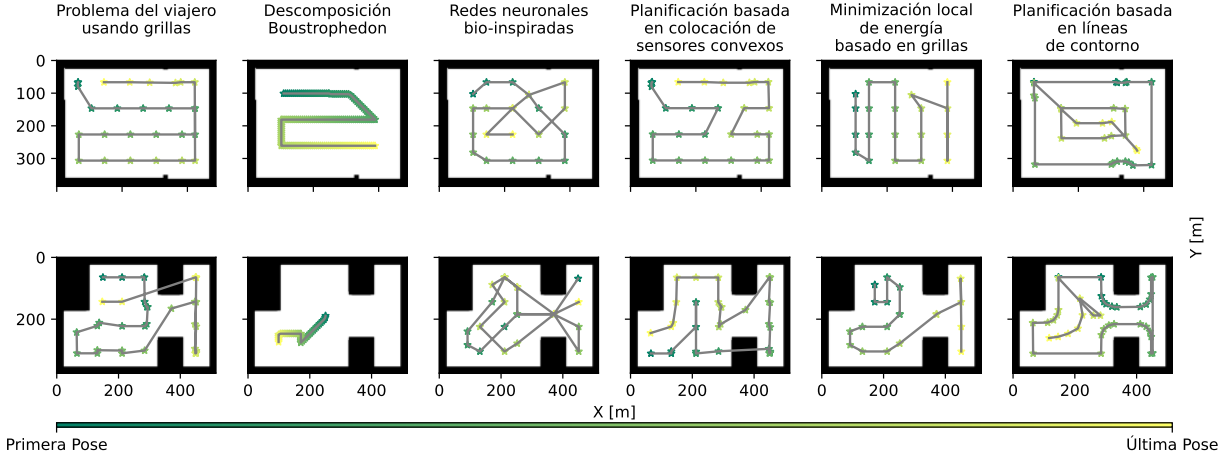 Problema del viajero
usando grillas
Descomposición
Boustrophedon
Redes neuronales
bio-inspiradas
Planificación basada
en colocación de
sensores convexos
Minimización local
de energía
basado en grillas
Planificación basada
en líneas
de contorno
0
100
200
300
0
200
0 200 400
0 200 400
0 200 400
0 200 400
0 200 400
0 200 400
Y [m]
X [m]
Primera Pose
Última Pose